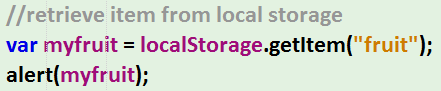 //retrieve item from local storage
var myfruit = localStorage.getItem("fruit");
alert(myfruit);